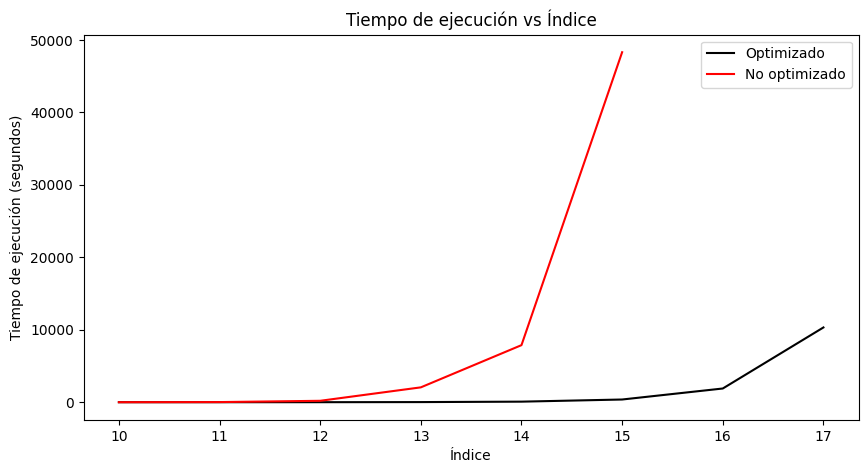 Tiempo de ejecución vs Índice
Optimizado
No optimizado
Tiempo de ejecución (segundos)
50000
40000
30000
20000
10000
0
10 11 12 13 14 15 16 17
Índice